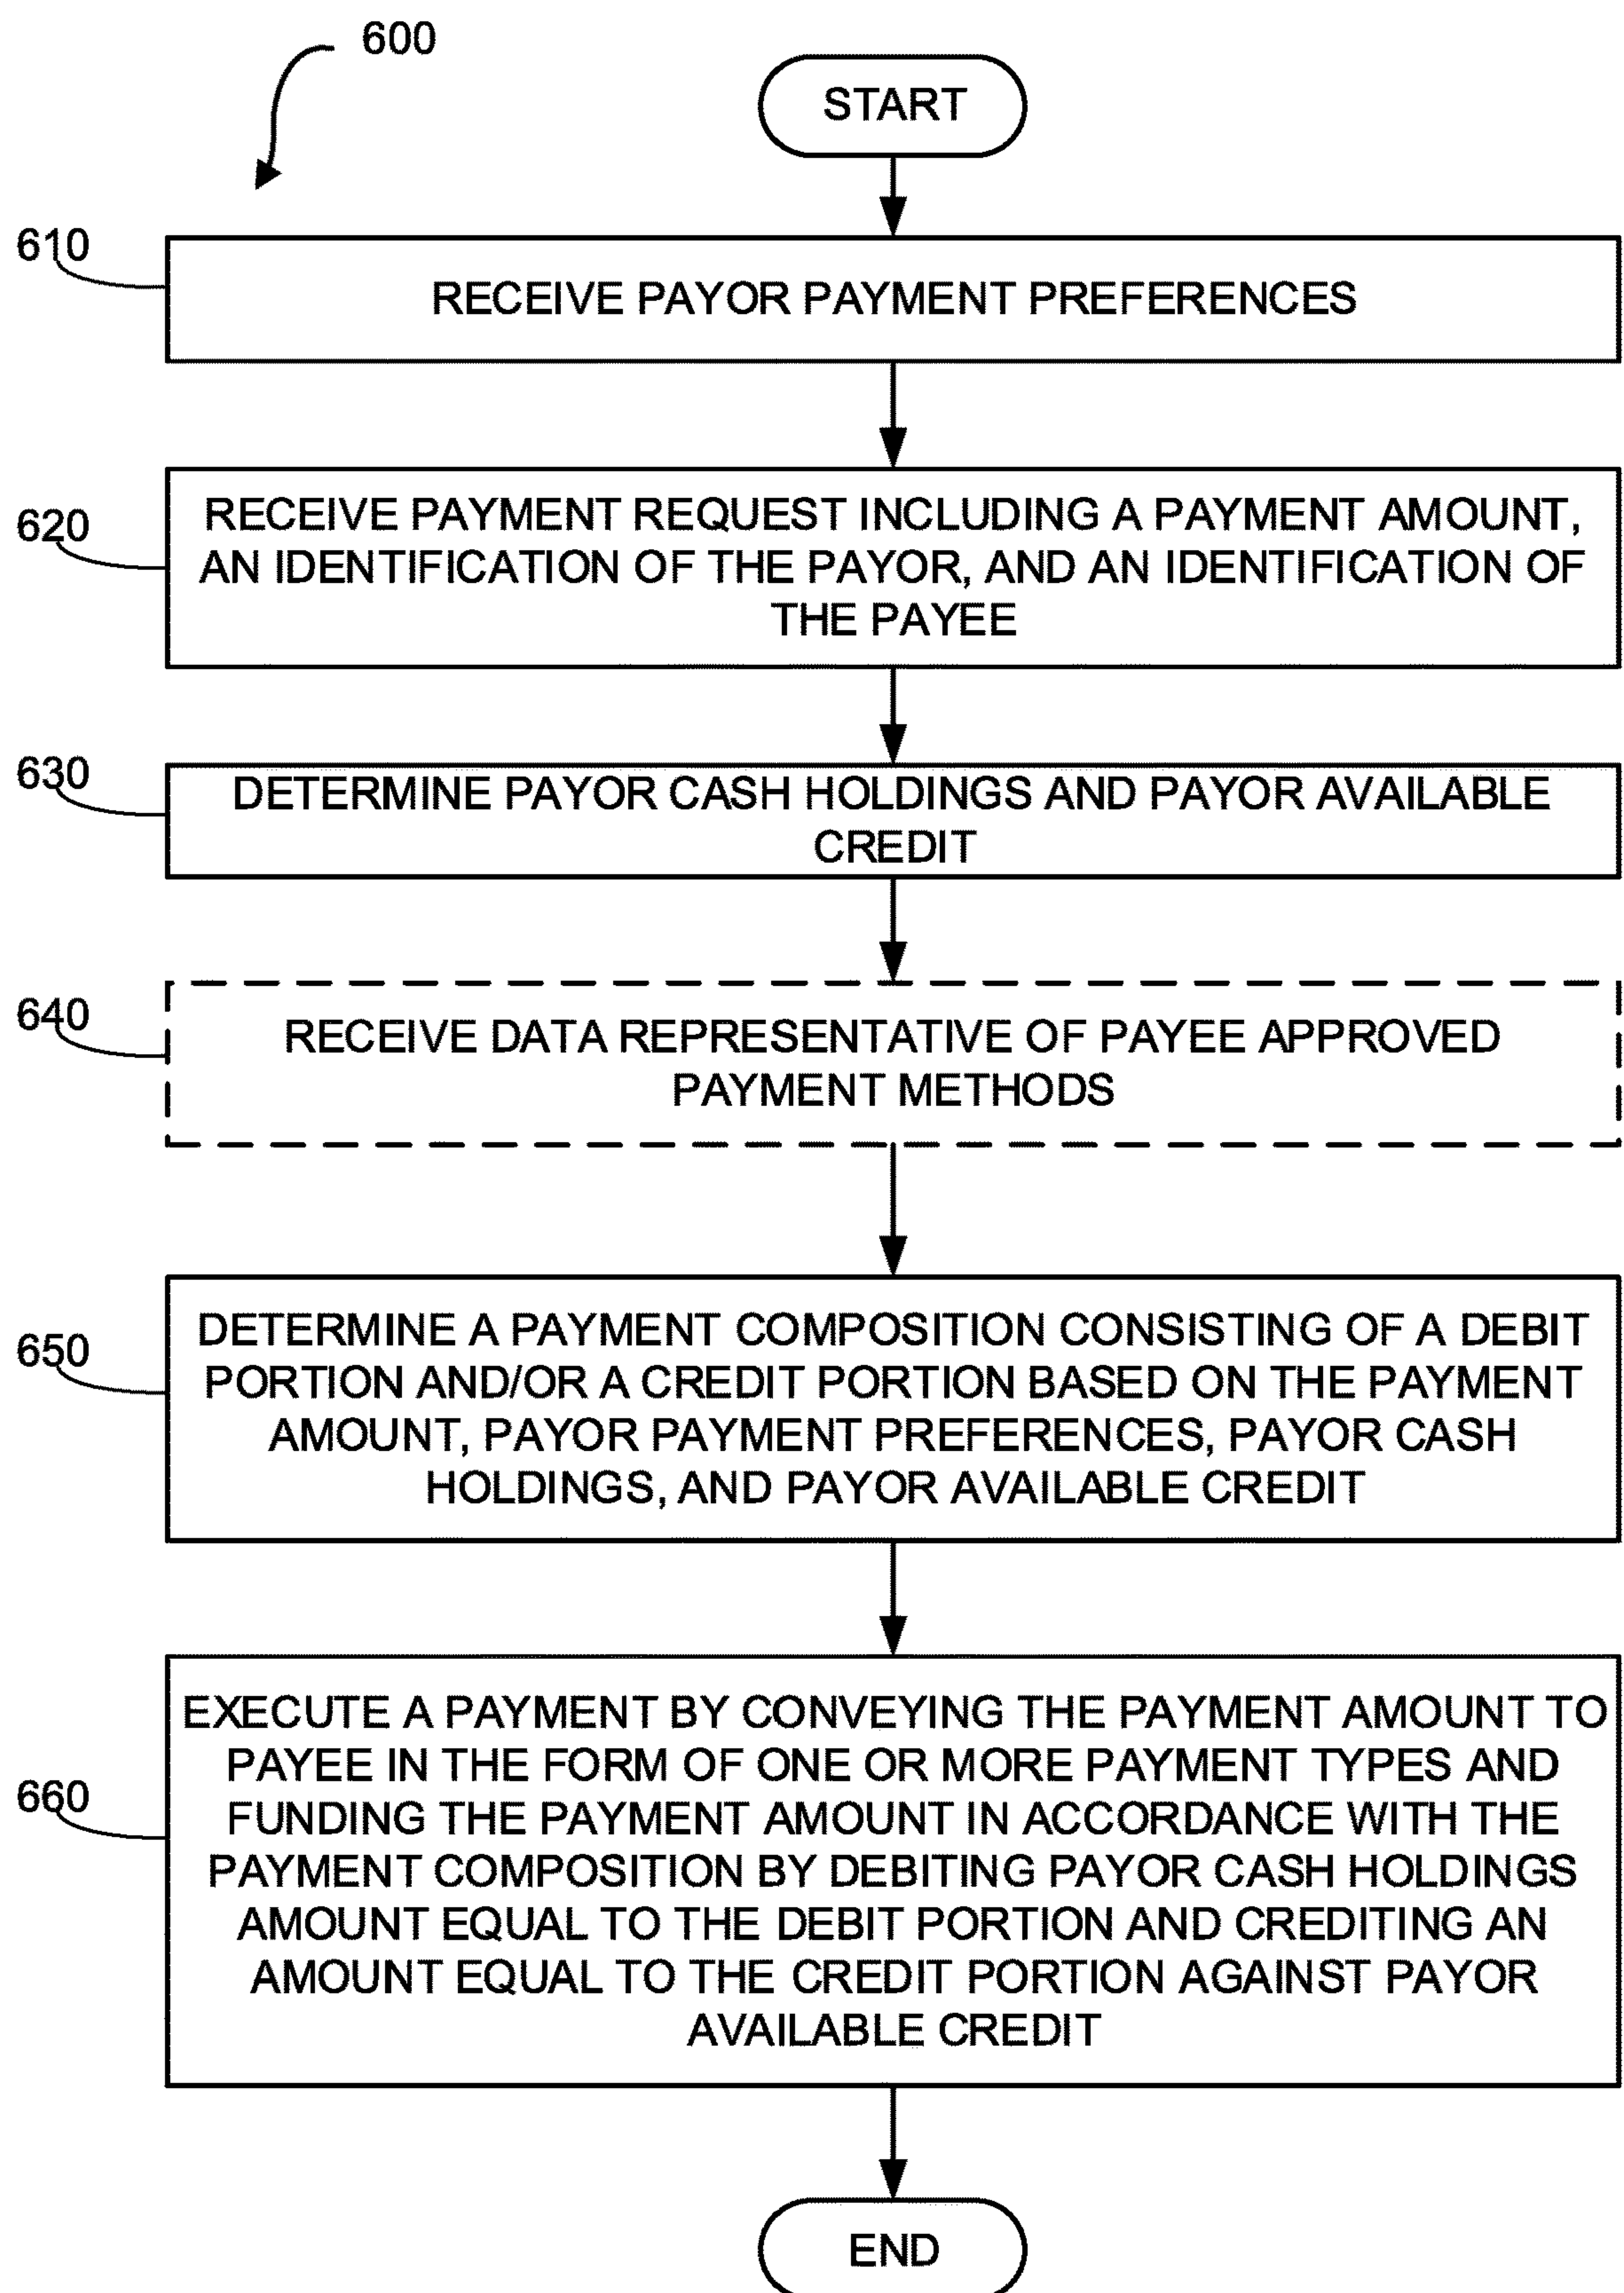 600
START
610
RECEIVE PAYOR PAYMENT PREFERENCES
620
RECEIVE PAYMENT REQUEST INCLUDING A PAYMENT AMOUNT,
AN IDENTIFICATION OF THE PAYOR, AND AN IDENTIFICATION OF
THE PAYEE
630
DETERMINE PAYOR CASH HOLDINGS AND PAYOR AVAILABLE
CREDIT
640
RECEIVE DATA REPRESENTATIVE OF PAYEE APPROVED
PAYMENT METHODS
650
DETERMINE A PAYMENT COMPOSITION CONSISTING OF A DEBIT
PORTION AND/OR A CREDIT PORTION BASED ON THE PAYMENT
AMOUNT, PAYOR PAYMENT PREFERENCES, PAYOR CASH
HOLDINGS, AND PAYOR AVAILABLE CREDIT
660
EXECUTE A PAYMENT BY CONVEYING THE PAYMENT AMOUNT TO
PAYEE IN THE FORM OF ONE OR MORE PAYMENT TYPES AND
FUNDING THE PAYMENT AMOUNT IN ACCORDANCE WITH THE
PAYMENT COMPOSITION BY DEBITING PAYOR CASH HOLDINGS
AMOUNT EQUAL TO THE DEBIT PORTION AND CREDITING AN
AMOUNT EQUAL TO THE CREDIT PORTION AGAINST PAYOR
AVAILABLE CREDIT
END